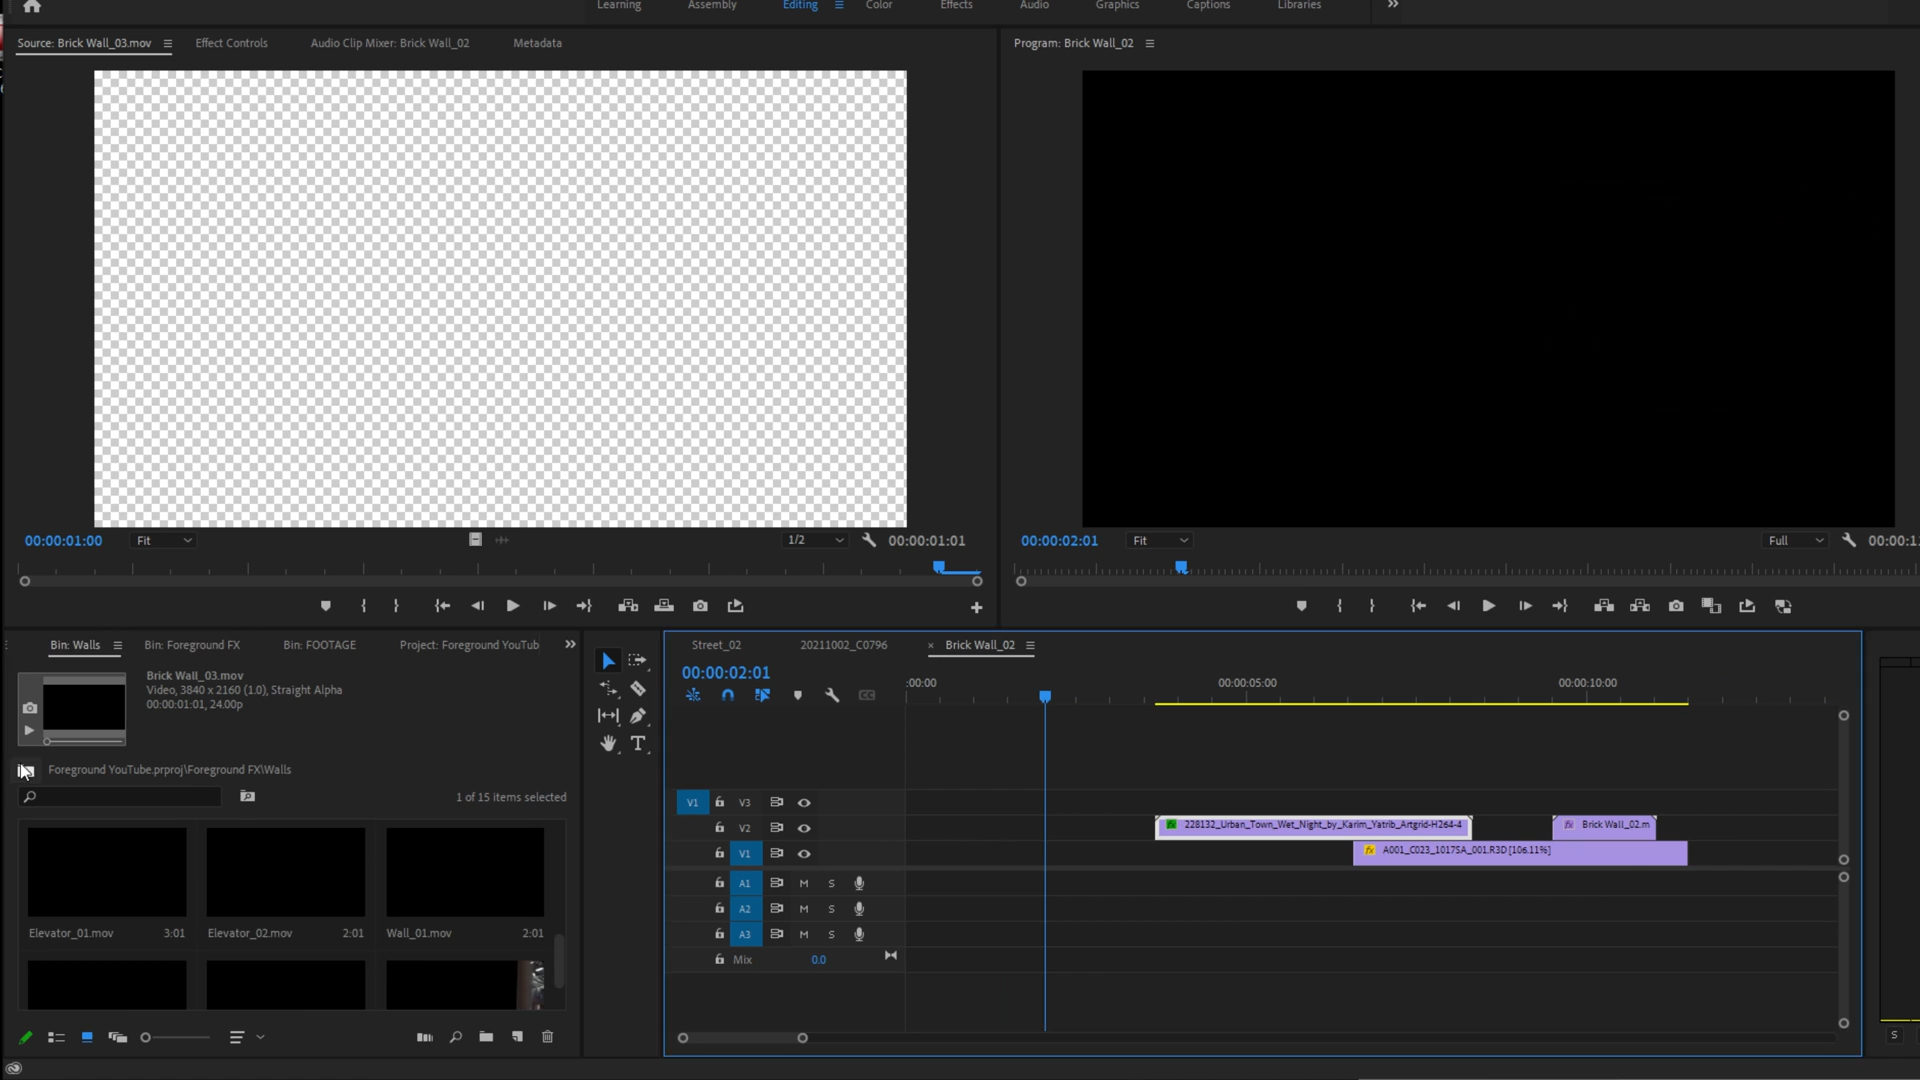 Learning Assembly Editing Color Effects Audio Graphics Captions Libraries
Source: Brick Wall_03.mov Effect Controls Audio Clip Mixer: Brick Wall_02 Metadata
Program: Brick Wall_02
00:00:01:00 Fit 1/2 00:00:01:01
00:00:02:01 Fit Full 00:00:1
Bin: Walls Bin: Foreground FX Bin: FOOTAGE Project: Foreground YouTub
Brick Wall_03.mov
Video, 3840 x 2160 (1.0), Straight Alpha
00:00:01:01, 24.00p
Foreground YouTube.prproj\Foreground FX\Walls
1 of 15 items selected
Elevator_01.mov 3:01 Elevator_02.mov 2:01 Wall_01.mov 2:01
Street_02 20211002_C0796 × Brick Wall_02
00:00:02:01
:00:00 00:00:05:00 00:00:10:00
V1 V3
V2 228132_Urban_Town_Wet_Night_by_Karim_Yatrib_Artgrid-H264-4 fx Brick Wall_02.m
V1 fx A001_C023_1017SA_001.R3D [106.11%]
A1 M S
A2 M S
A3 M S
Mix 0.0
S